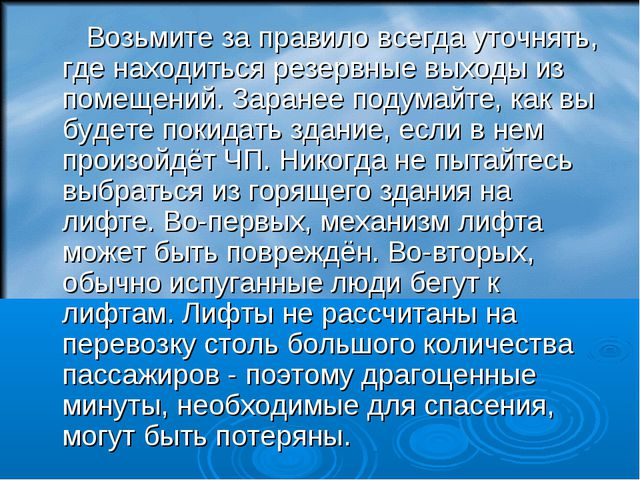 Возьмите за правило всегда уточнять,
где находиться резервные выходы из
помещений. Заранее подумайте, как вы
будете покидать здание, если в нем
произойдёт ЧП. Никогда не пытайтесь
выбраться из горящего здания на
лифте. Во-первых, механизм лифта
может быть повреждён. Во-вторых,
обычно испуганные люди бегут к
лифтам. Лифты не рассчитаны на
перевозку столь большого количества
пассажиров - поэтому драгоценные
минуты, необходимые для спасения,
могут быть потеряны.